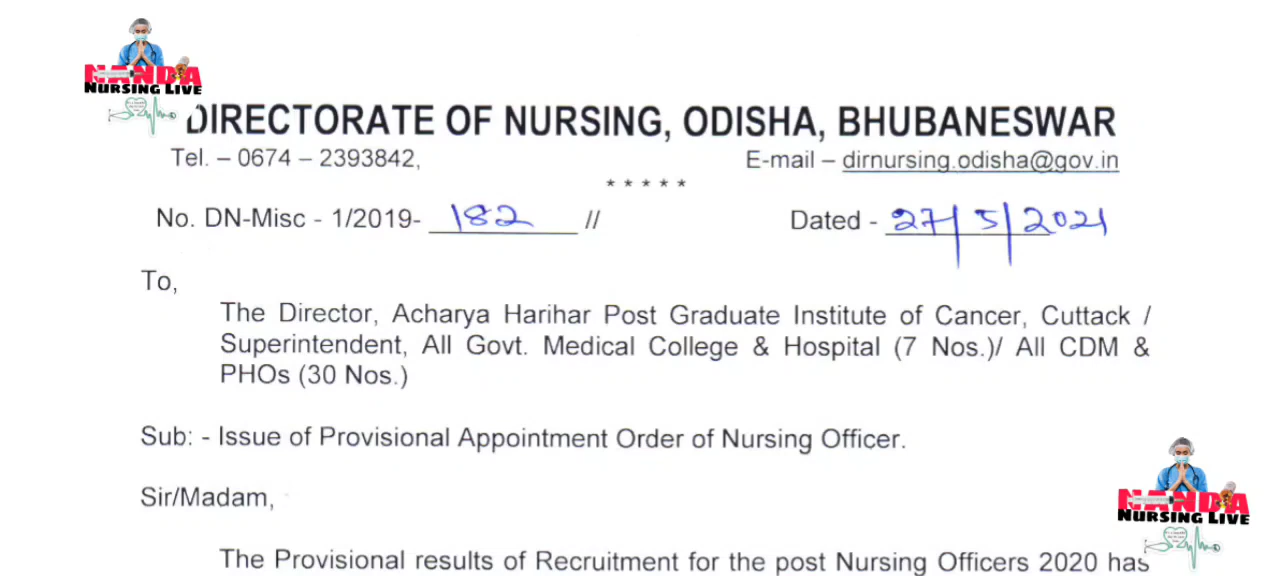 NANDA
NURSING LIVE
DIRECTORATE OF NURSING, ODISHA, BHUBANESWAR
Tel. – 0674 – 2393842,
E-mail – dirnursing.odisha@gov.in
* * * * *
No. DN-Misc - 1/2019- 182 //
Dated - 27/5/2021
To,
The Director, Acharya Harihar Post Graduate Institute of Cancer, Cuttack /
Superintendent, All Govt. Medical College & Hospital (7 Nos.)/ All CDM &
PHOs (30 Nos.)
Sub: - Issue of Provisional Appointment Order of Nursing Officer.
Sir/Madam,
NANDA
NURSING LIVE
The Provisional results of Recruitment for the post Nursing Officers 2020 has